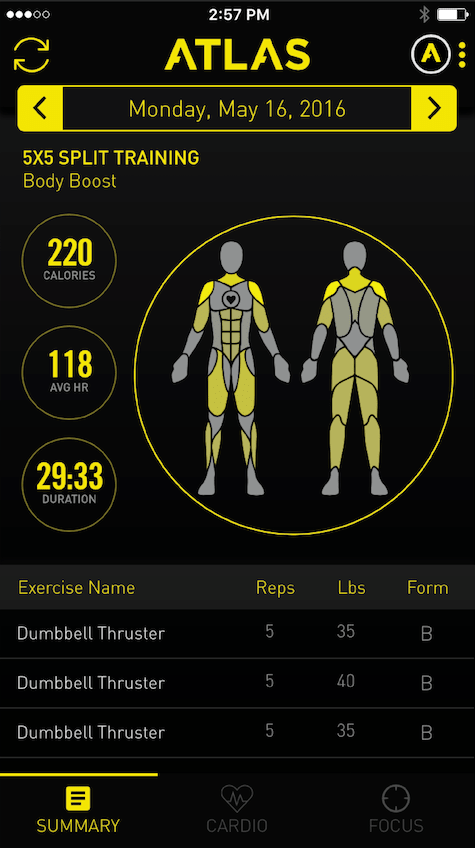 2:57 PM
ATLAS
A
Monday, May 16, 2016
5X5 SPLIT TRAINING
Body Boost
220
CALORIES
118
AVG HR
29:33
DURATION
Exercise Name Reps Lbs Form
Dumbbell Thruster 5 35 B
Dumbbell Thruster 5 40 B
Dumbbell Thruster 5 35 B
SUMMARY CARDIO FOCUS